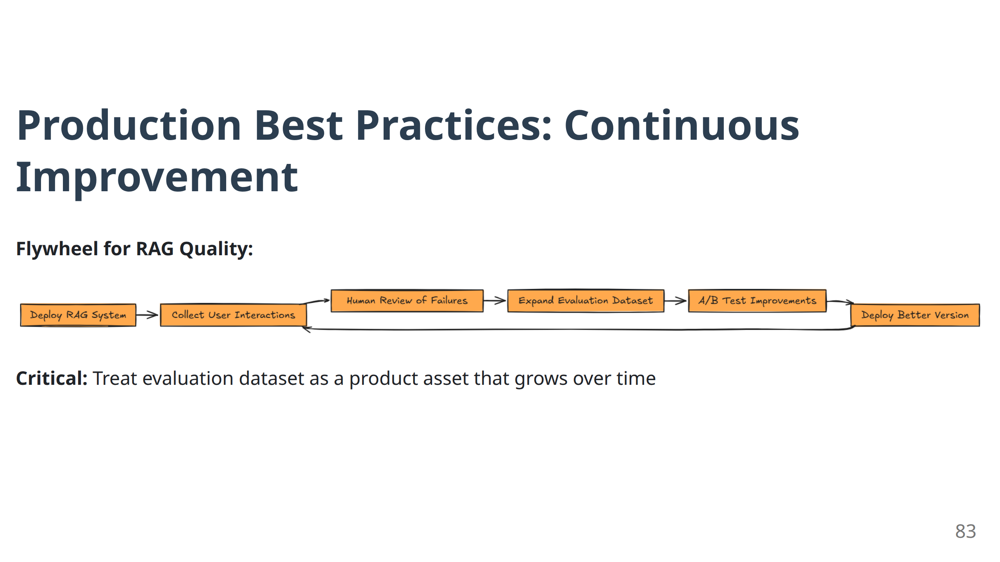 Production Best Practices: Continuous
Improvement
Flywheel for RAG Quality:
Deploy RAG System
Collect User Interactions
Human Review of Failures
Expand Evaluation Dataset
A/B Test Improvements
Deploy Better Version
Critical: Treat evaluation dataset as a product asset that grows over time
83